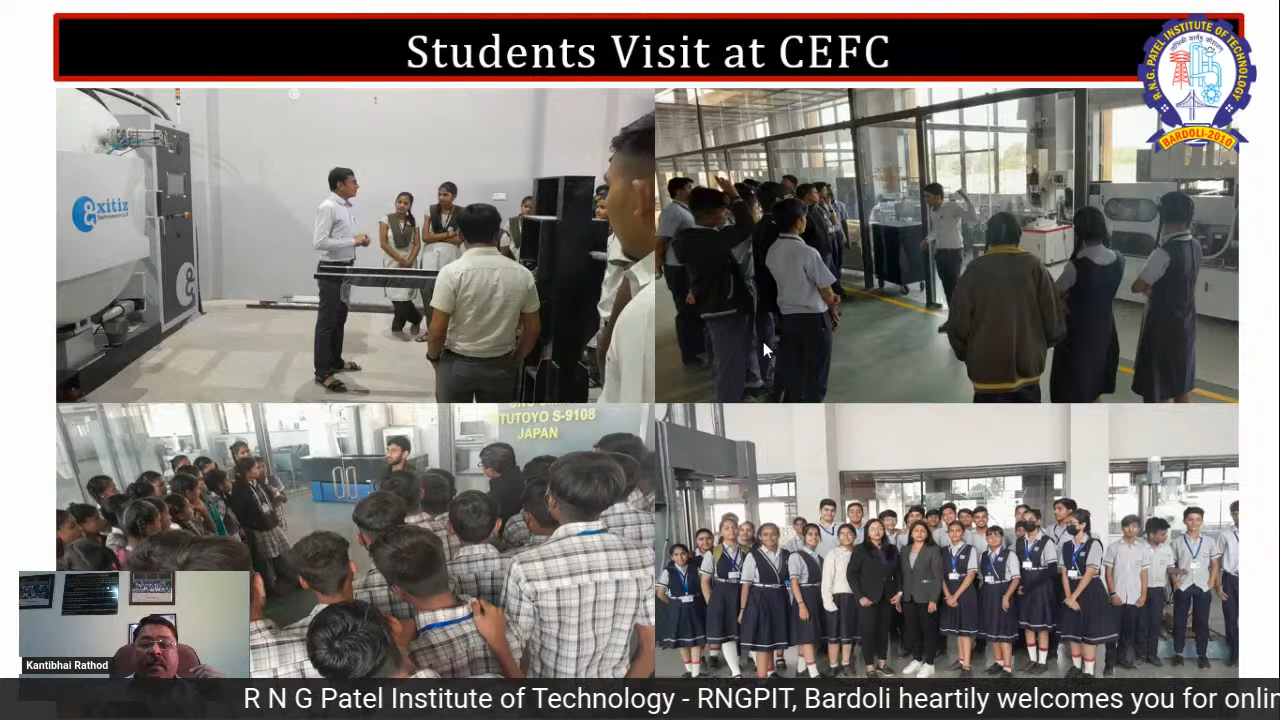 Students Visit at CEFC
R.N.G. PATEL INSTITUTE OF TECHNOLOGY
BARDOLI-2010
exitiz
TUTOYO S-9108
JAPAN
Kantibhai Rathod
R N G Patel Institute of Technology - RNGPIT, Bardoli heartily welcomes you for onlin